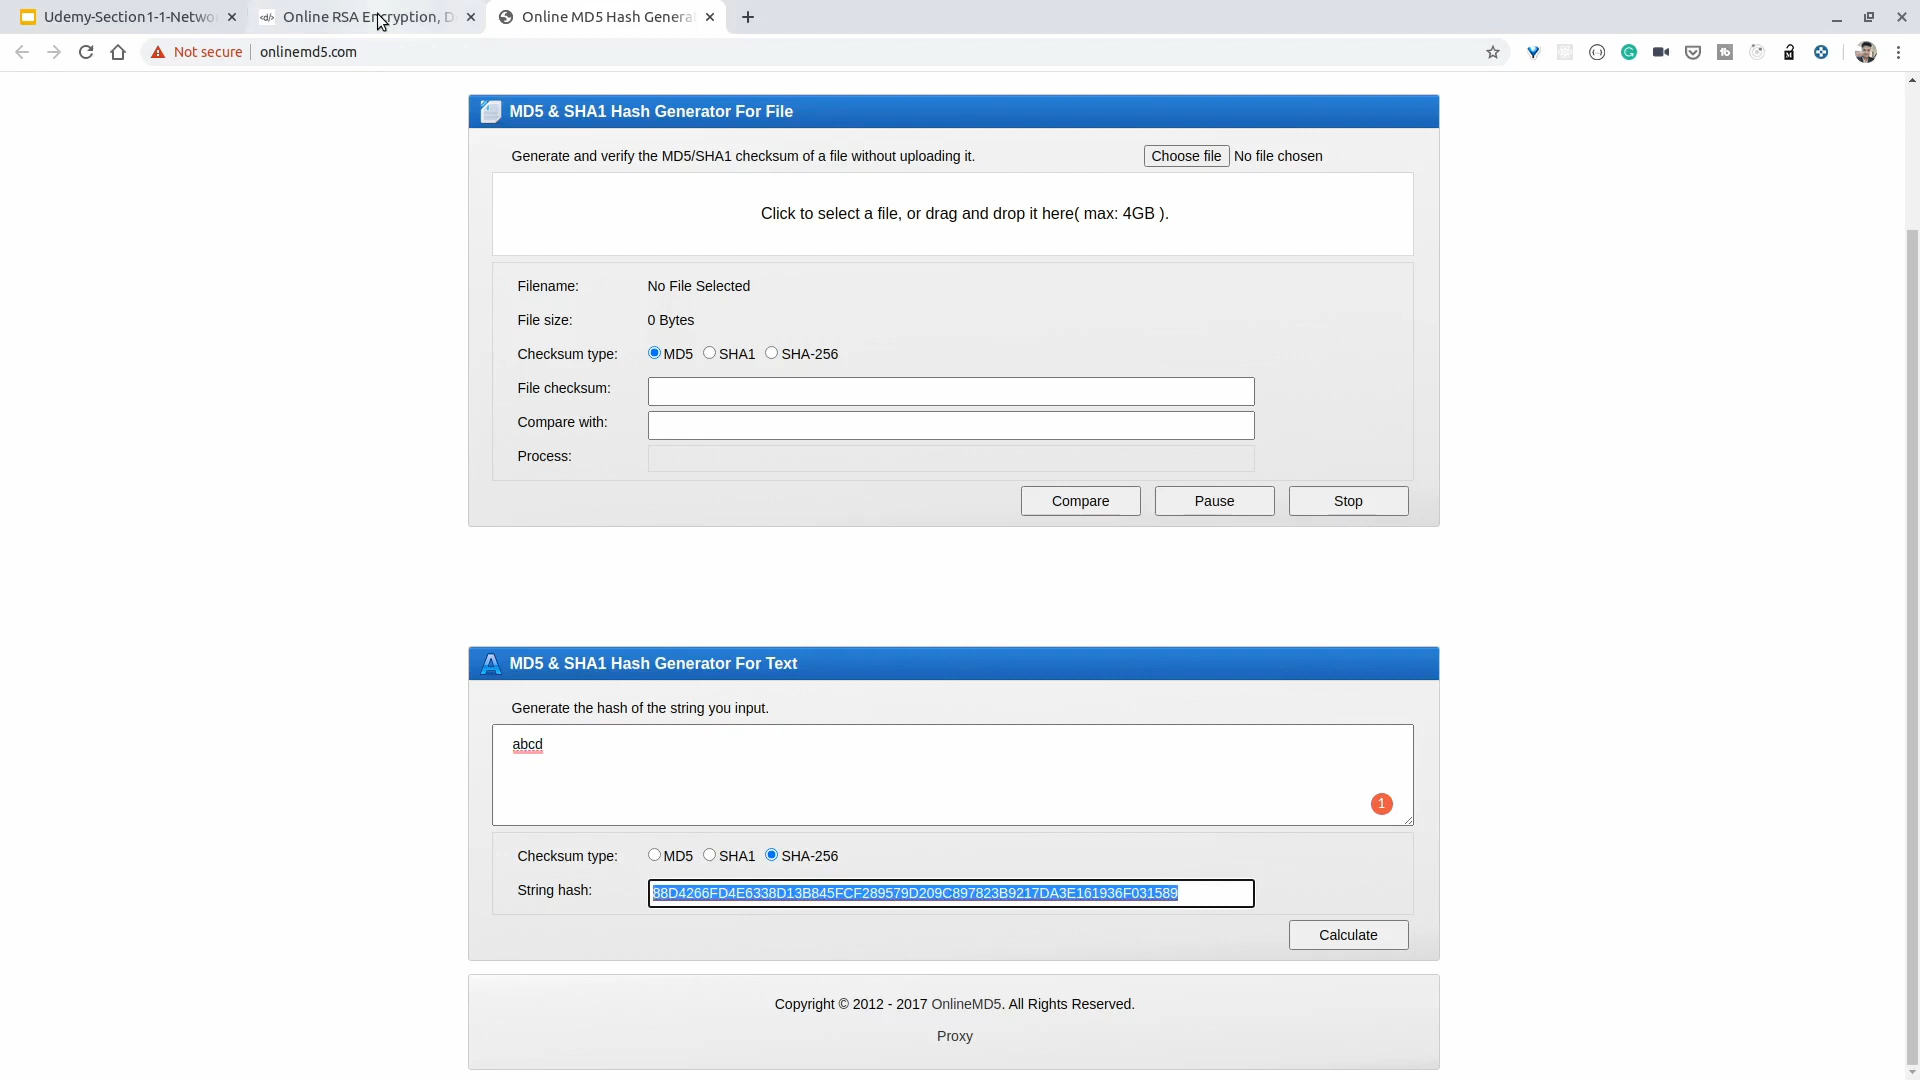 Udemy-Section1-1-Netwo
Online RSA Encryption, D
Online MD5 Hash Genera
Not secure
onlinemd5.com
MD5 & SHA1 Hash Generator For File
Generate and verify the MD5/SHA1 checksum of a file without uploading it.
Choose file No file chosen
Click to select a file, or drag and drop it here( max: 4GB ).
Filename: No File Selected
File size: 0 Bytes
Checksum type: MD5 SHA1 SHA-256
File checksum:
Compare with:
Process:
Compare Pause Stop
MD5 & SHA1 Hash Generator For Text
Generate the hash of the string you input.
abcd
1
Checksum type: MD5 SHA1 SHA-256
String hash: 88D4266FD4E6338D13B845FCF289579D209C897823B9217DA3E161936F031589
Calculate
Copyright © 2012 - 2017 OnlineMD5. All Rights Reserved.
Proxy